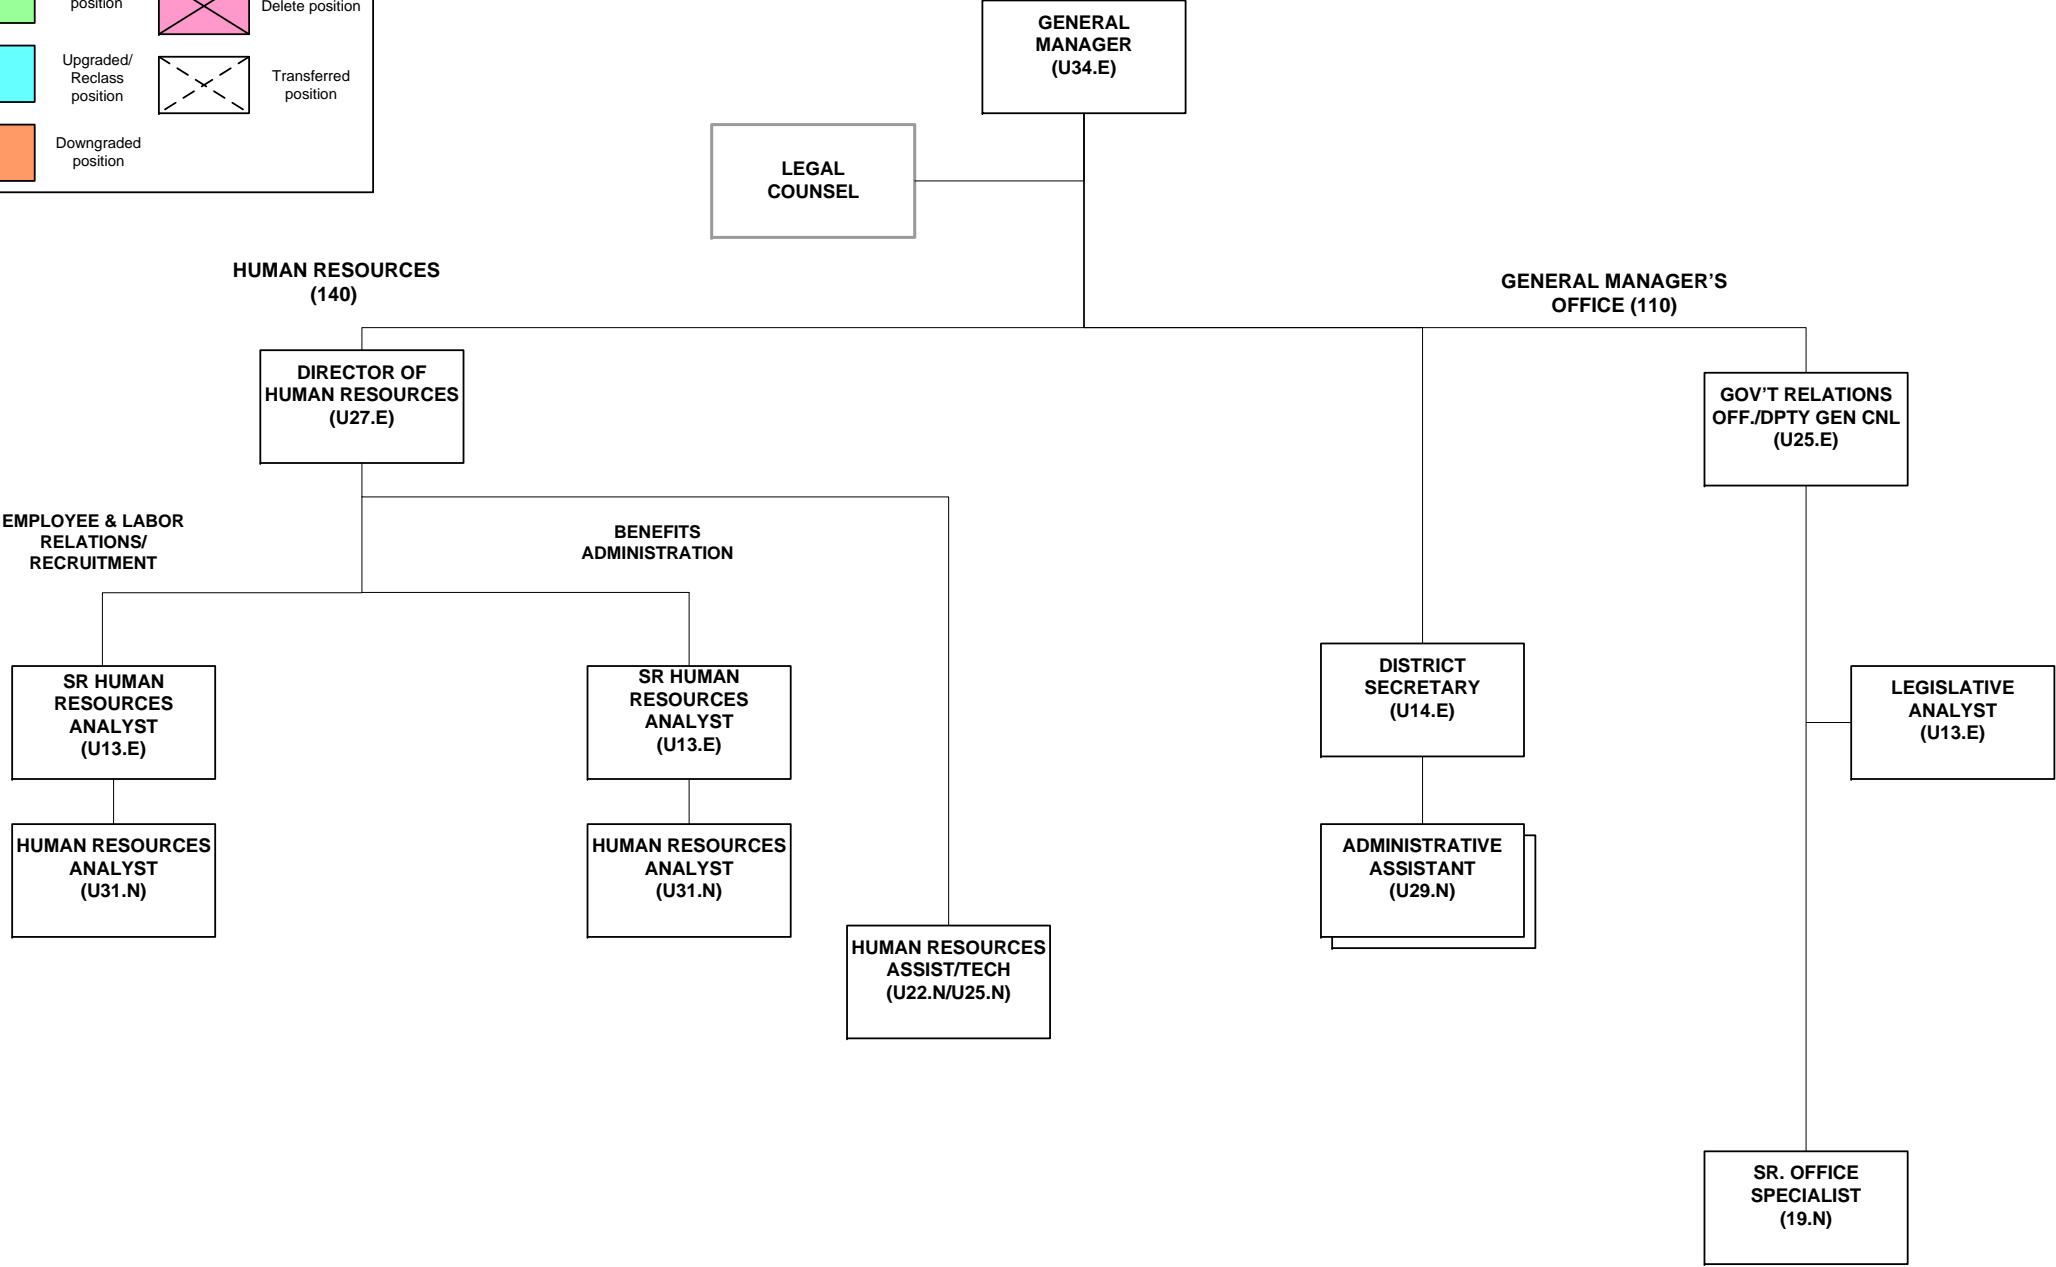 position
Delete position
Upgraded/
Reclass
position
Transferred
position
Downgraded
position
GENERAL
MANAGER
(U34.E)
LEGAL
COUNSEL
HUMAN RESOURCES
(140)
GENERAL MANAGER’S
OFFICE (110)
DIRECTOR OF
HUMAN RESOURCES
(U27.E)
GOV’T RELATIONS
OFF./DPTY GEN CNL
(U25.E)
EMPLOYEE & LABOR
RELATIONS/
RECRUITMENT
BENEFITS
ADMINISTRATION
SR HUMAN
RESOURCES
ANALYST
(U13.E)
SR HUMAN
RESOURCES
ANALYST
(U13.E)
DISTRICT
SECRETARY
(U14.E)
LEGISLATIVE
ANALYST
(U13.E)
HUMAN RESOURCES
ANALYST
(U31.N)
HUMAN RESOURCES
ANALYST
(U31.N)
ADMINISTRATIVE
ASSISTANT
(U29.N)
HUMAN RESOURCES
ASSIST/TECH
(U22.N/U25.N)
SR. OFFICE
SPECIALIST
(19.N)